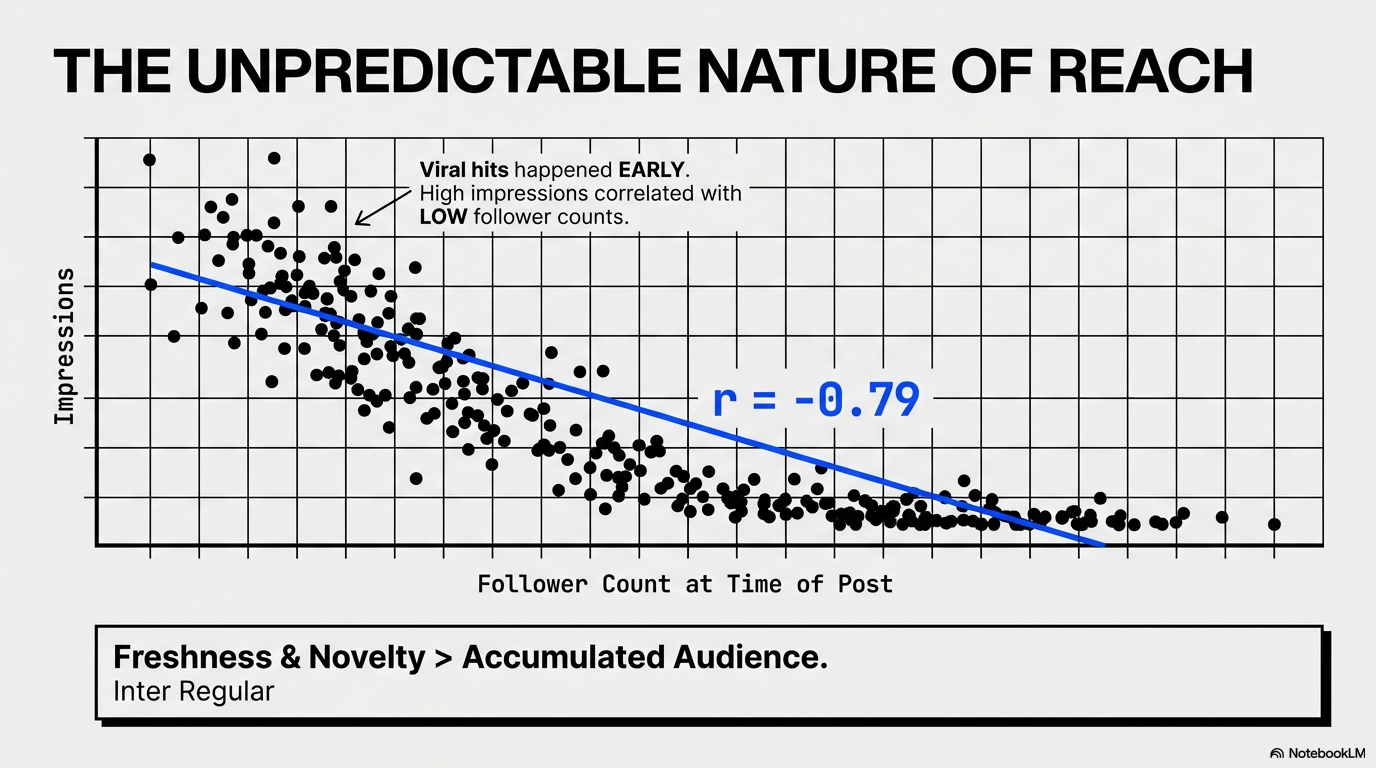 THE UNPREDICTABLE NATURE OF REACH
Viral hits happened EARLY.
High impressions correlated with
LOW follower counts.
Impressions
r = -0.79
Follower Count at Time of Post
Freshness & Novelty > Accumulated Audience.
Inter Regular
NotebookLM